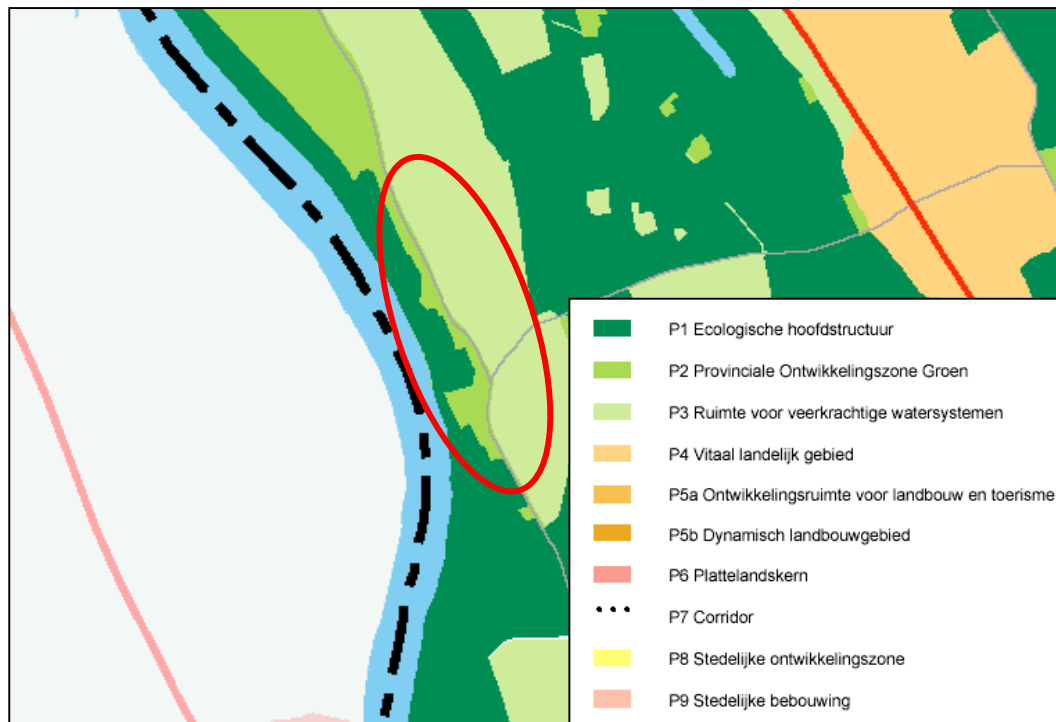 P1 Ecologische hoofdstructuur
P2 Provinciale Ontwikkelingszone Groen
P3 Ruimte voor veerkrachtige watersystemen
P4 Vitaal landelijk gebied
P5a Ontwikkelingsruimte voor landbouw en toerisme
P5b Dynamisch landbouwgebied
P6 Plattelandskern
P7 Corridor
P8 Stedelijke ontwikkelingszone
P9 Stedelijke bebouwing